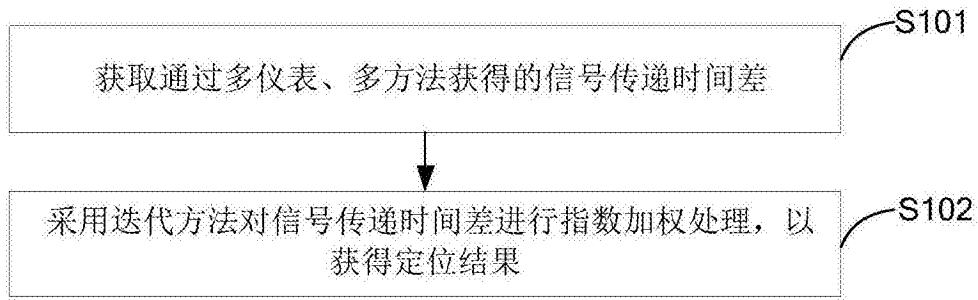 S101
获取通过多仪表、多方法获得的信号传递时间差
S102
采用迭代方法对信号传递时间差进行指数加权处理，以
获得定位结果